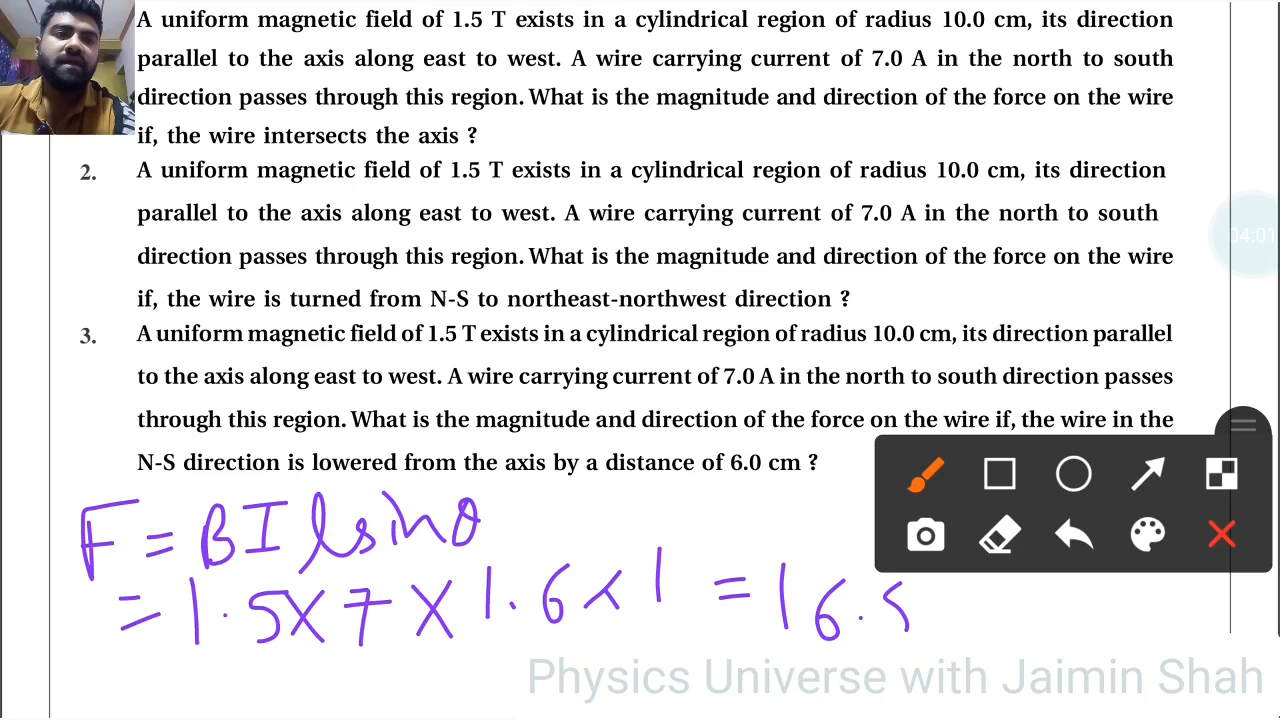 A uniform magnetic field of 1.5 T exists in a cylindrical region of radius 10.0 cm, its direction
parallel to the axis along east to west. A wire carrying current of 7.0 A in the north to south
direction passes through this region. What is the magnitude and direction of the force on the wire
if, the wire intersects the axis ?
2. A uniform magnetic field of 1.5 T exists in a cylindrical region of radius 10.0 cm, its direction
parallel to the axis along east to west. A wire carrying current of 7.0 A in the north to south
direction passes through this region. What is the magnitude and direction of the force on the wire
if, the wire is turned from N-S to northeast-northwest direction ?
3. A uniform magnetic field of 1.5 T exists in a cylindrical region of radius 10.0 cm, its direction parallel
to the axis along east to west. A wire carrying current of 7.0 A in the north to south direction passes
through this region. What is the magnitude and direction of the force on the wire if, the wire in the
N-S direction is lowered from the axis by a distance of 6.0 cm ?
04:01
F = BIl sinθ
= 1.5 X 7 X 1.6 x 1 = 16.
Physics Universe with Jaimin Shah